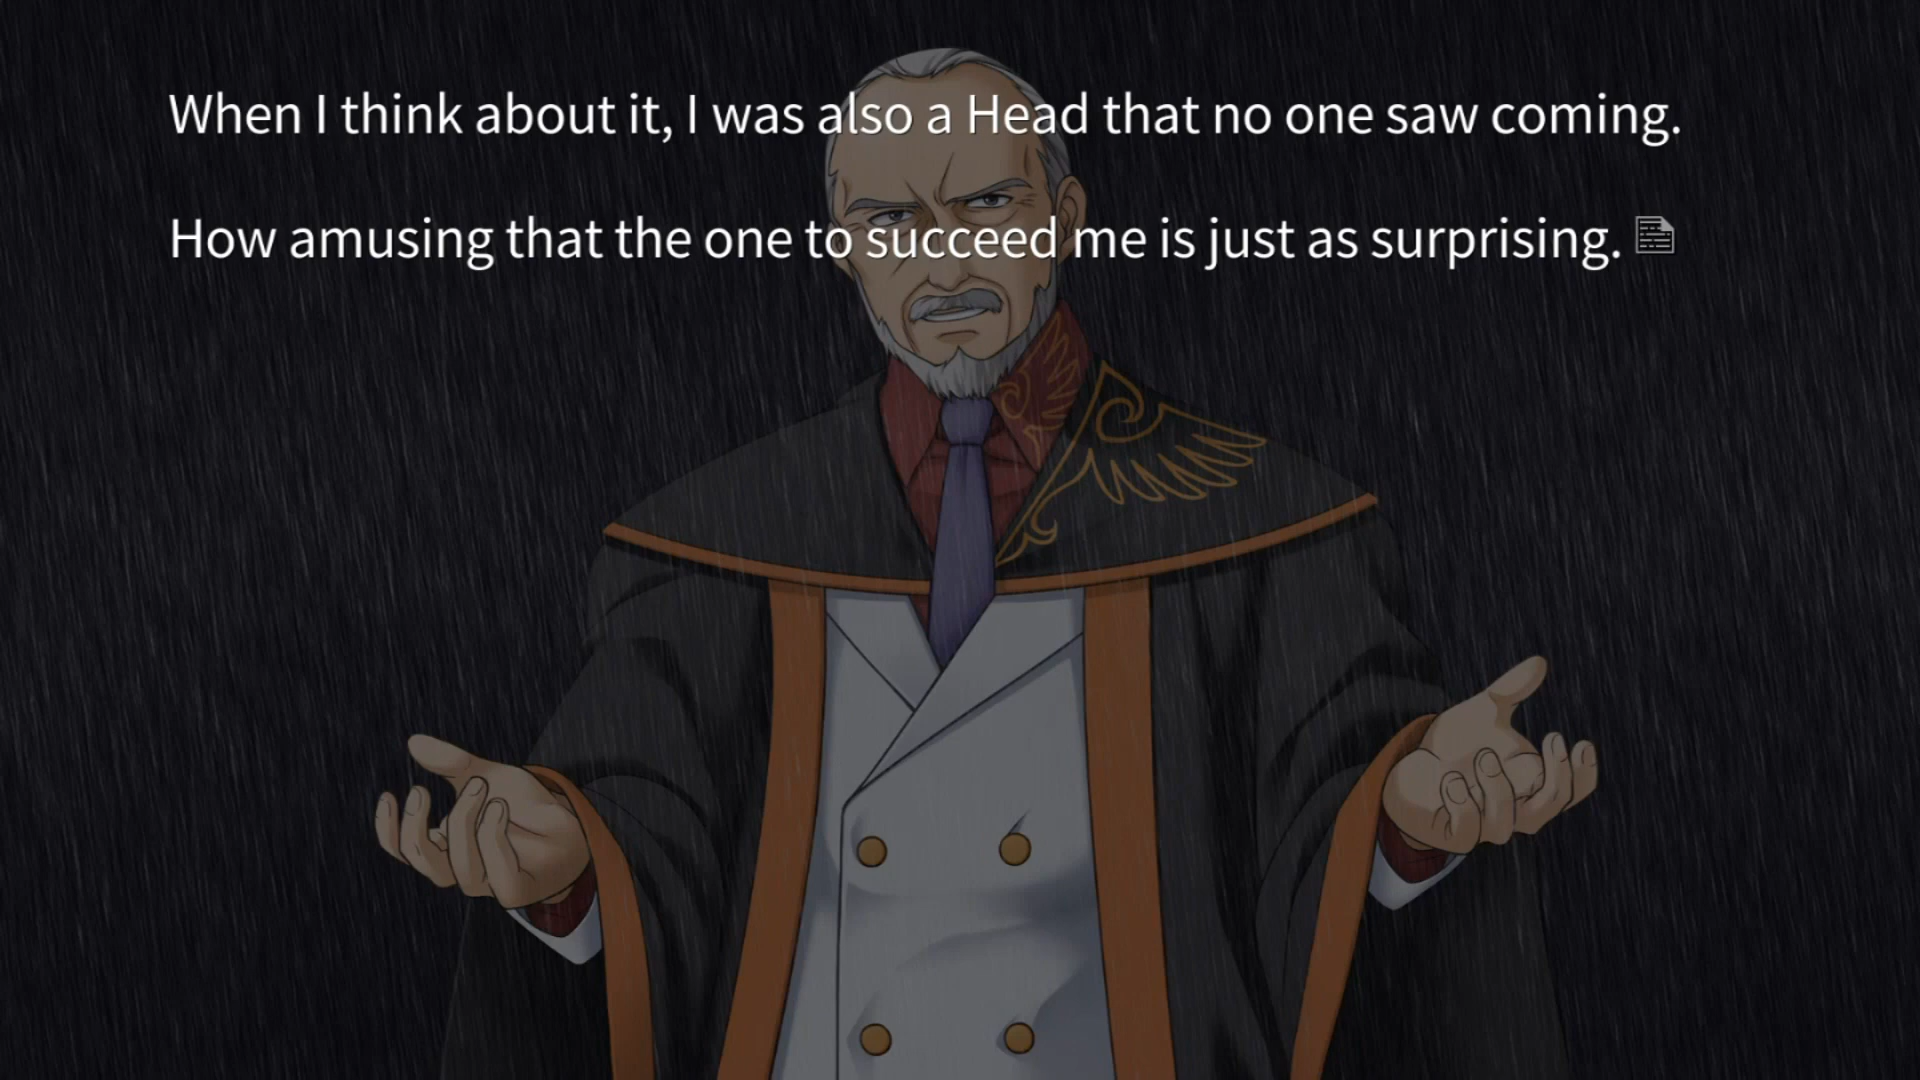 When I think about it, I was also a Head that no one saw coming.
How amusing that the one to succeed me is just as surprising.